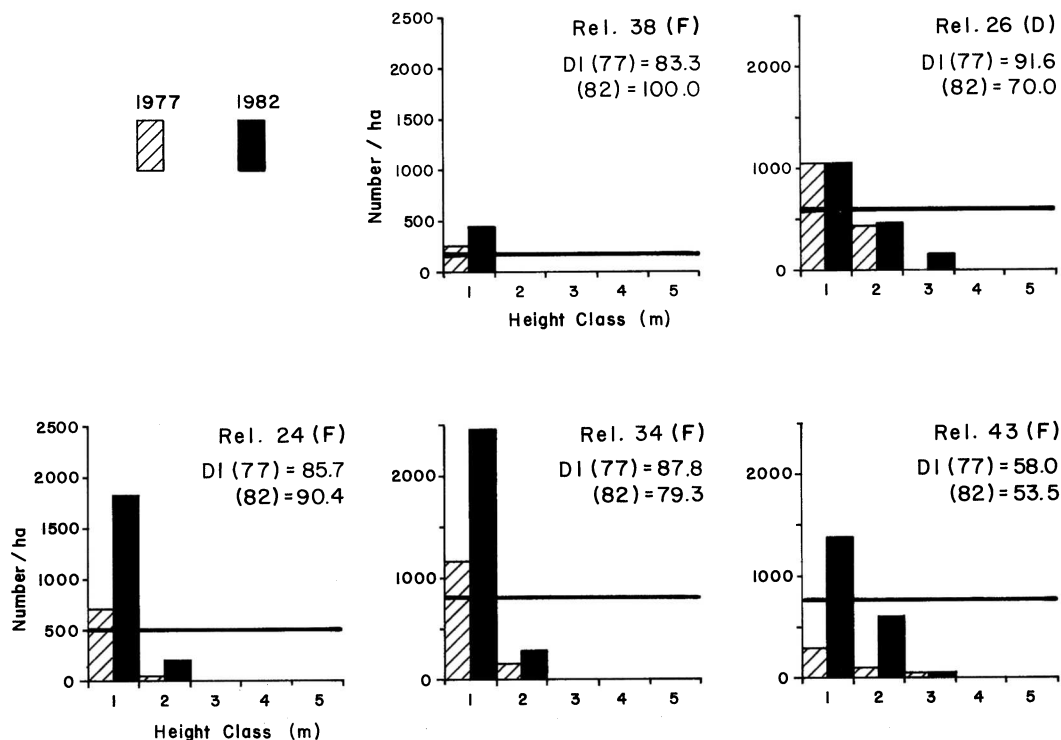 1977 1982
Rel. 38 (F)
DI (77) = 83.3
(82) = 100.0
2500
2000
1500
1000
500
0
Number / ha
1 2 3 4 5
Height Class (m)
Rel. 26 (D)
DI (77) = 91.6
(82) = 70.0
2000
1000
0
1 2 3 4 5
Rel. 24 (F)
DI (77) = 85.7
(82) = 90.4
2500
2000
1500
1000
500
0
Number / ha
1 2 3 4 5
Height Class (m)
Rel. 34 (F)
DI (77) = 87.8
(82) = 79.3
2000
1000
0
1 2 3 4 5
Rel. 43 (F)
DI (77) = 58.0
(82) = 53.5
2000
1000
0
1 2 3 4 5